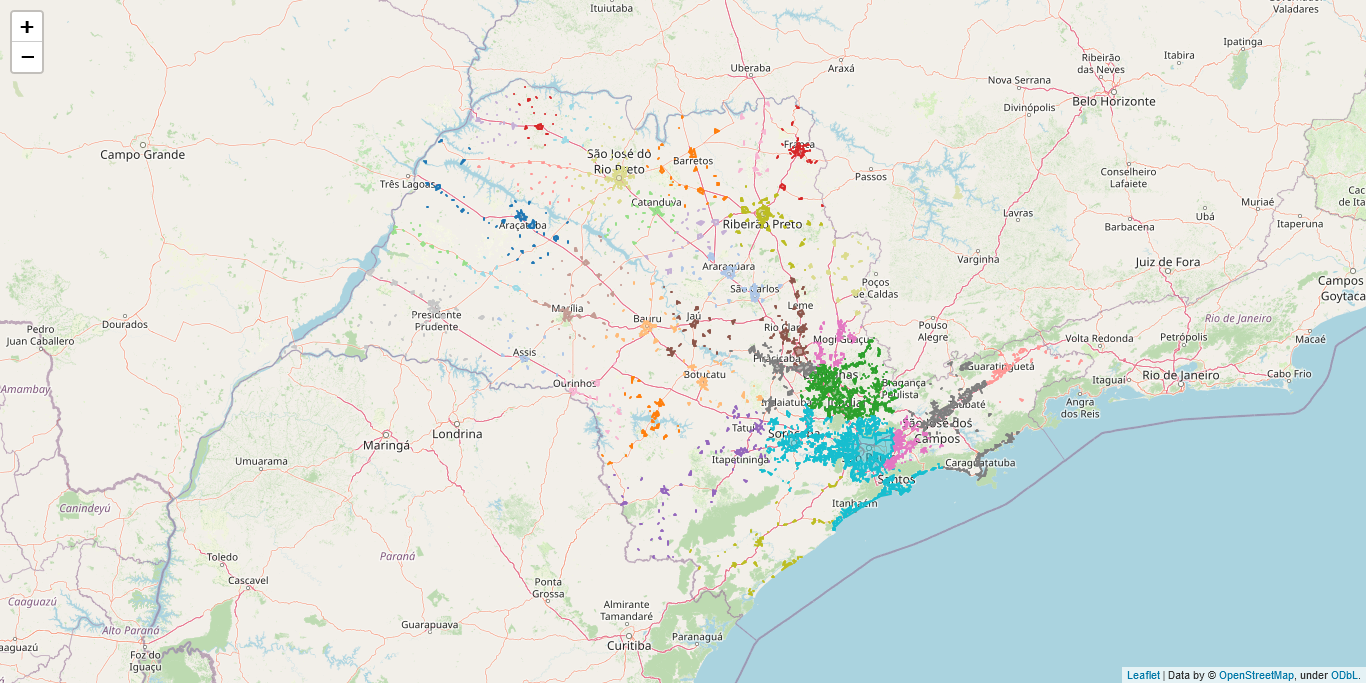 +
−
Ituiutaba
Valadares
Uberaba
Araxá
Ribeirão
das Neves
Itabira
Ipatinga
Nova Serrana
Divinópolis
Belo Horizonte
Campo Grande
São José do
Rio Preto
Barretos
Franca
Passos
Conselheiro
Lafaiete
Três Lagoas
Catanduva
Lavras
Ubá
Muriaé
Barbacena
Itaperuna
Araçatuba
Ribeirão Preto
Varginha
Juiz de Fora
Araraquara
São Carlos
Poços
de Caldas
Campos
Goytaca
Presidente
Prudente
Marília
Bauru
Jaú
Leme
Rio Claro
Mogi Guaçu
Pouso
Alegre
Rio de Janeiro
Volta Redonda
Petrópolis
Macaé
Pedro
Juan Caballero
Dourados
Assis
Piracicaba
Guaratinguetá
Itaguaí
Rio de Janeiro
Cabo Frio
Amambay
Ourinhos
Botucatu
Bragança
Paulista
Angra
dos Reis
Indaiatuba
Jundiaí
Maringá
Londrina
Tatuí
Sorocaba
São José dos
Campos
Umuarama
Itapetininga
Caraguatatuba
Santos
Itanhaém
Canindeyú
Toledo
Paraná
Cascavel
Ponta
Grossa
Caaguazú
Almirante
Tamandaré
Guarapuava
Alto Paraná
Paranaguá
Curitiba
aaguazú
Foz do
Iguaçu
Leaflet | Data by © OpenStreetMap, under ODbL.